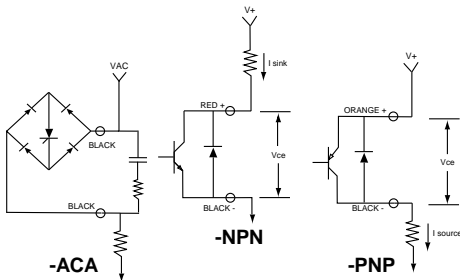 VAC
BLACK
BLACK
-ACA
V+
I sink
RED +
Vce
BLACK -
-NPN
V+
ORANGE +
Vce
BLACK -
I source
-PNP